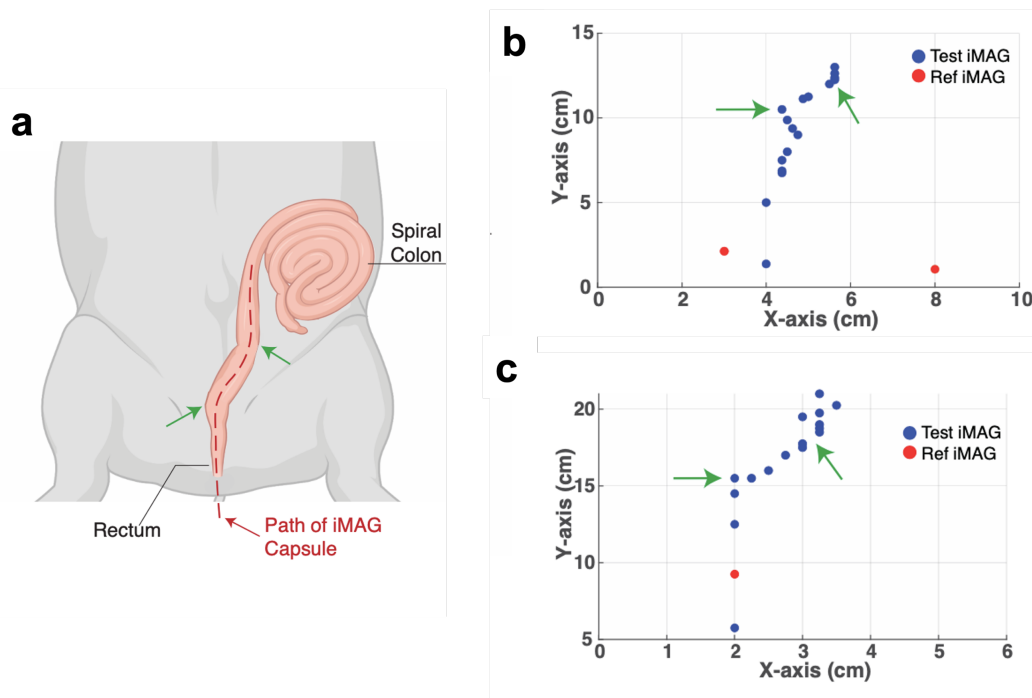 a
Spiral
Colon
Rectum
Path of iMAG
Capsule
b
15
10
5
0
0
2
4
6
8
10
Y-axis (cm)
X-axis (cm)
Test iMAG
Ref iMAG
c
20
15
10
5
0
1
2
3
4
5
6
Y-axis (cm)
X-axis (cm)
Test iMAG
Ref iMAG